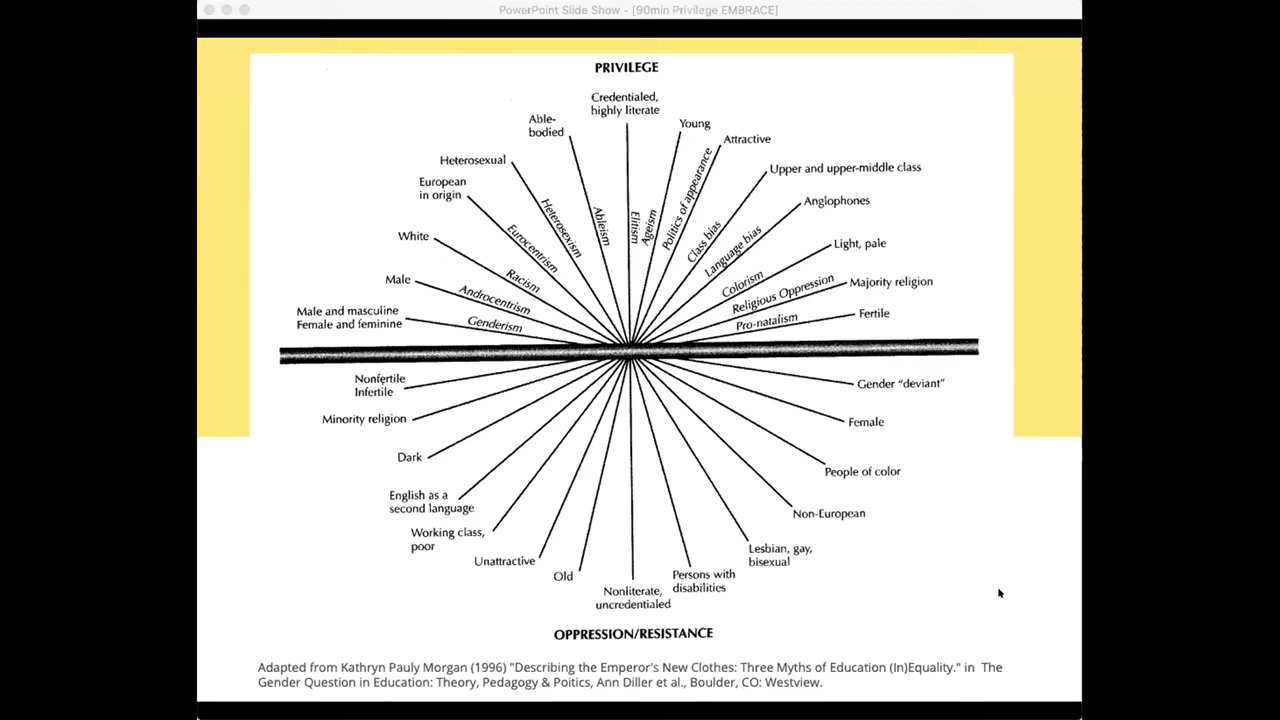 PowerPoint Slide Show - [90min Privilege EMBRACE]
PRIVILEGE
Credentialed,
highly literate
Able-
bodied
Young
Attractive
Heterosexual
Upper and upper-middle class
European
in origin
Anglophones
White
Light, pale
Male
Majority religion
Male and masculine
Female and feminine
Fertile
Genderism
Androcentrism
Racism
Eurocentrism
Heterosexism
Ableism
Elitism
Ageism
Politics of appearance
Class bias
Language bias
Colorism
Religious Oppression
Pro-natalism
Nonfertile
Infertile
Gender "deviant"
Minority religion
Female
Dark
People of color
English as a
second language
Non-European
Working class,
poor
Lesbian, gay,
bisexual
Unattractive
Old
Persons with
disabilities
Nonliterate,
uncredentialed
OPPRESSION/RESISTANCE
Adapted from Kathryn Pauly Morgan (1996) "Describing the Emperor's New Clothes: Three Myths of Education (In)Equality." in The
Gender Question in Education: Theory, Pedagogy & Poitics, Ann Diller et al., Boulder, CO: Westview.